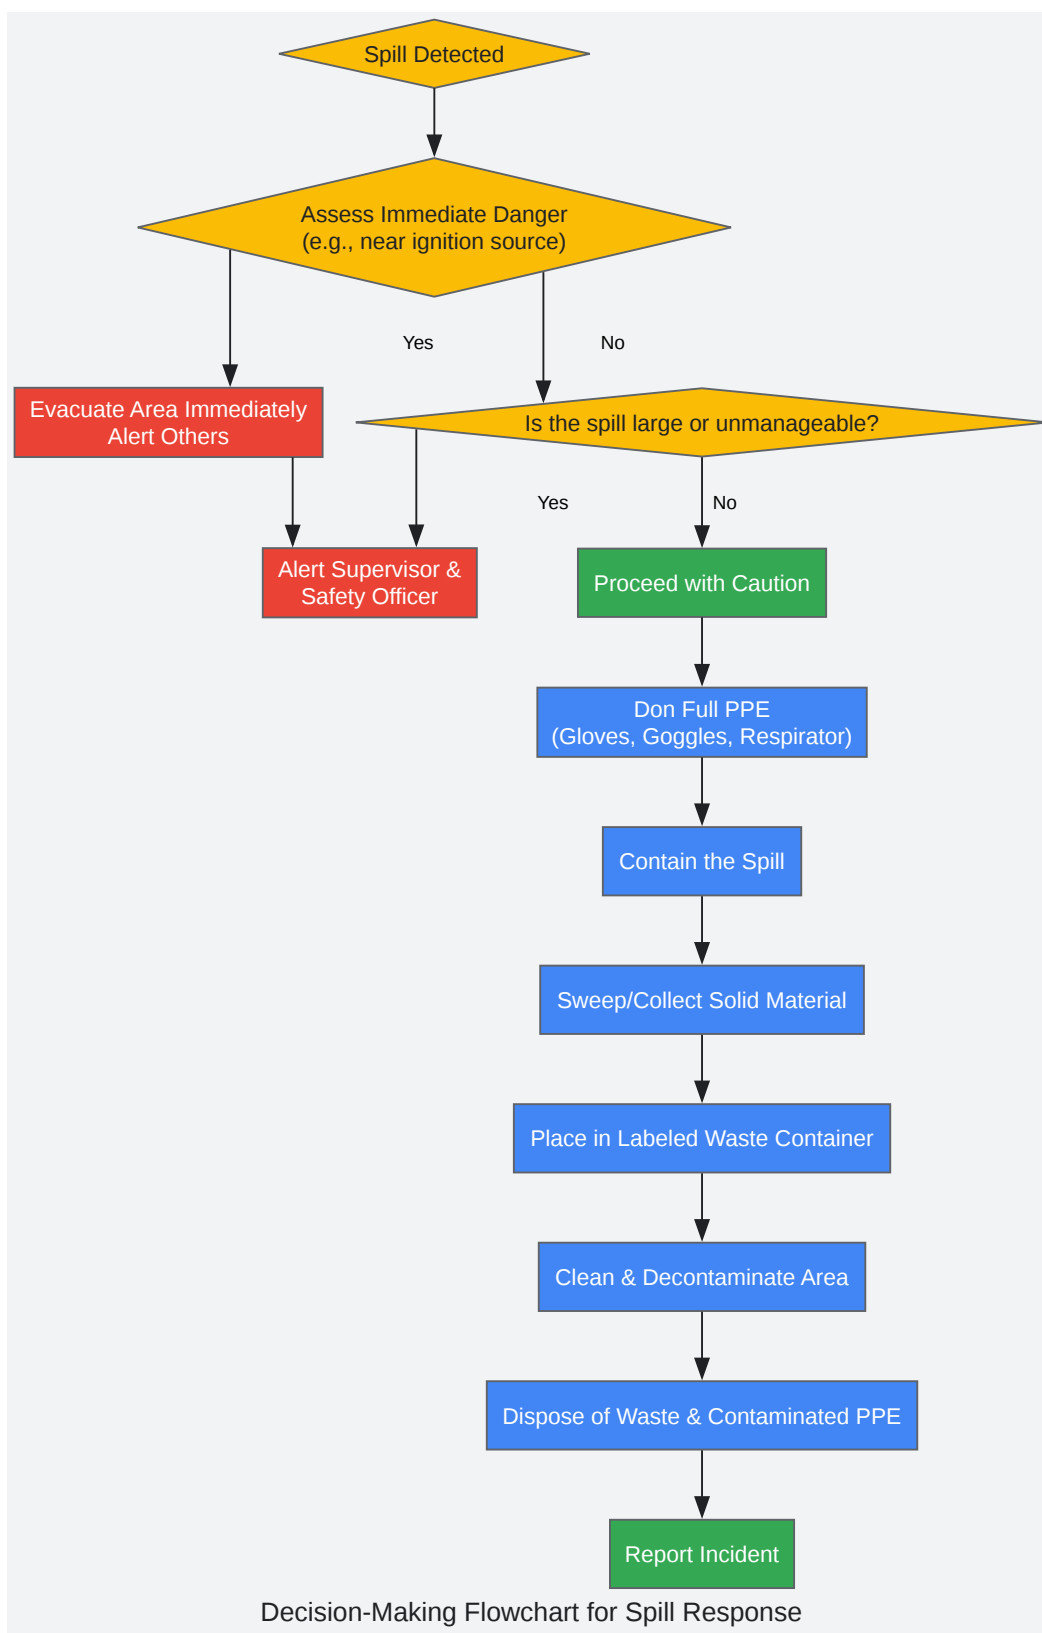 Spill Detected
Assess Immediate Danger
(e.g., near ignition source)
Yes
No
Evacuate Area Immediately
Alert Others
Is the spill large or unmanageable?
Yes
No
Alert Supervisor &
Safety Officer
Proceed with Caution
Don Full PPE
(Gloves, Goggles, Respirator)
Contain the Spill
Sweep/Collect Solid Material
Place in Labeled Waste Container
Clean & Decontaminate Area
Dispose of Waste & Contaminated PPE
Report Incident
Decision-Making Flowchart for Spill Response